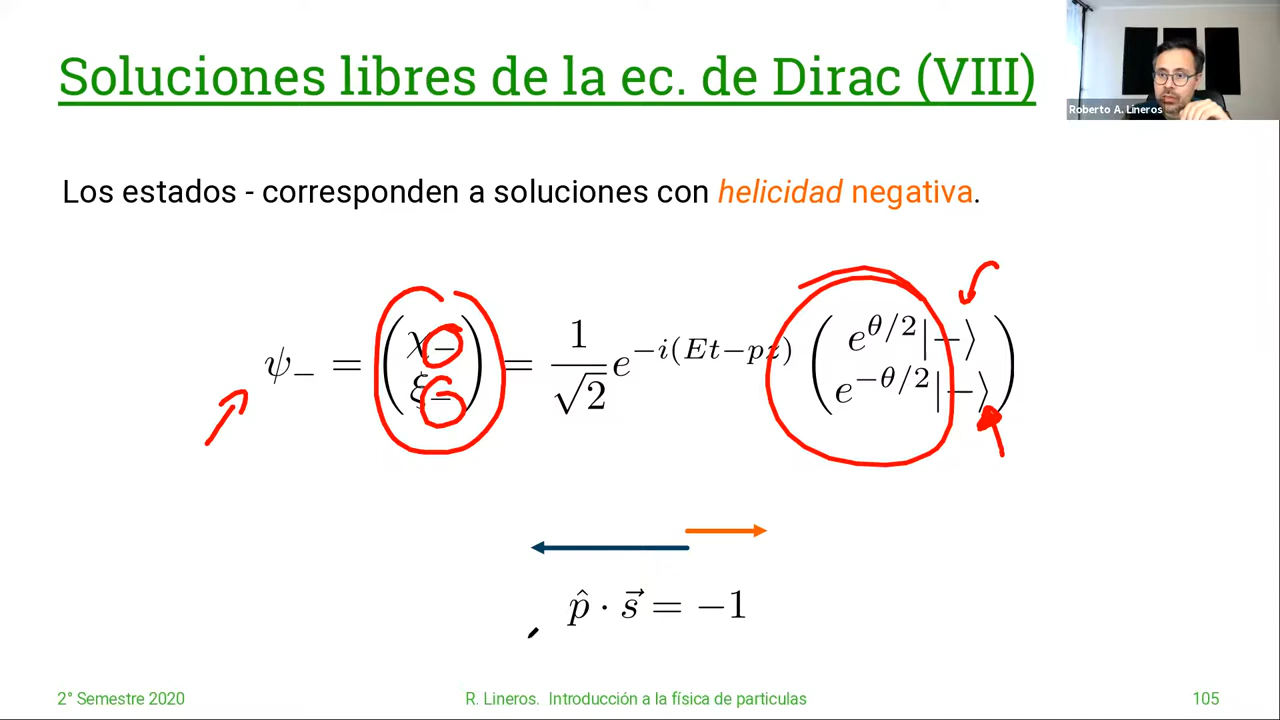 Soluciones libres de la ec. de Dirac (VIII)
Roberto A. Lineros
Los estados - corresponden a soluciones con helicidad negativa.
ψ₋ = (χ₋ ξ₋) = 1/√2 e^{−i(Et−pz)} (e^{θ/2}|−⟩ e^{−θ/2}|−⟩)
p̂ · s⃗ = −1
2° Semestre 2020
R. Lineros. Introducción a la física de particulas
105